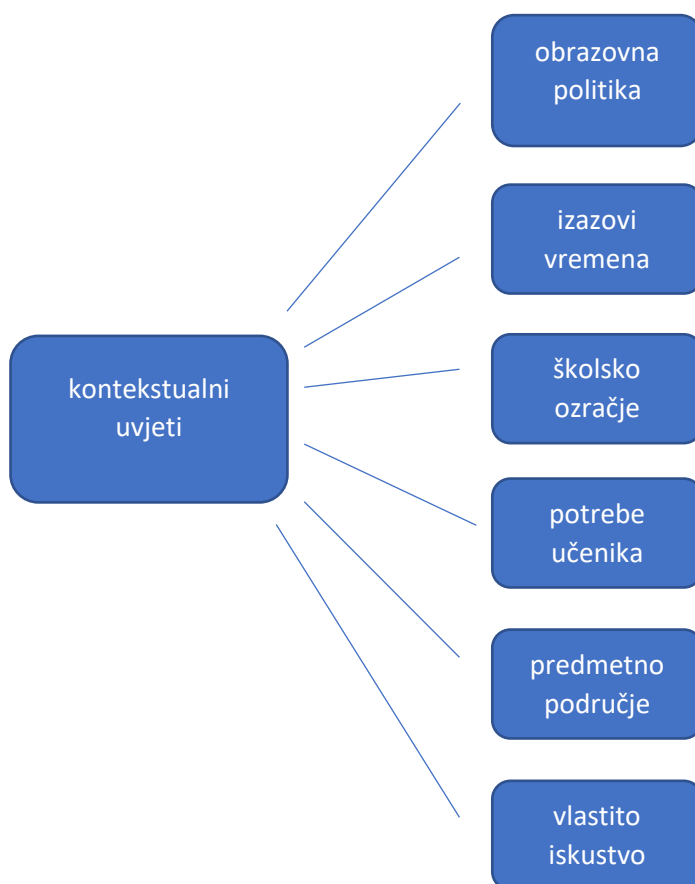 obrazovna
politika
izazovi
vremena
školsko
ozračje
kontekstualni
uvjeti
potrebe
učenika
predmetno
područje
vlastito
iskustvo